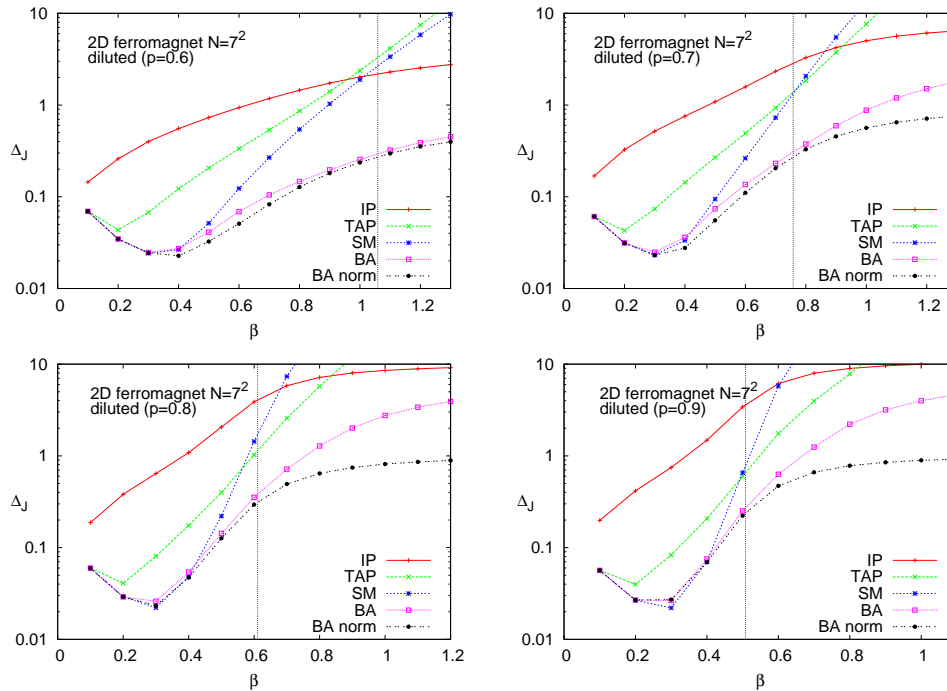 10
1
0.1
0.01
Δ_J
2D ferromagnet N=7²
diluted (p=0.6)
IP
TAP
SM
BA
BA norm
0 0.2 0.4 0.6 0.8 1.0 1.2
β
10
1
0.1
0.01
Δ_J
2D ferromagnet N=7²
diluted (p=0.7)
IP
TAP
SM
BA
BA norm
0 0.2 0.4 0.6 0.8 1.0
β
10
1
0.1
0.01
Δ_J
2D ferromagnet N=7²
diluted (p=0.8)
IP
TAP
SM
BA
BA norm
0 0.2 0.4 0.6 0.8 1.0 1.2
β
10
1
0.1
0.01
Δ_J
2D ferromagnet N=7²
diluted (p=0.9)
IP
TAP
SM
BA
BA norm
0 0.2 0.4 0.6 0.8 1.0
β